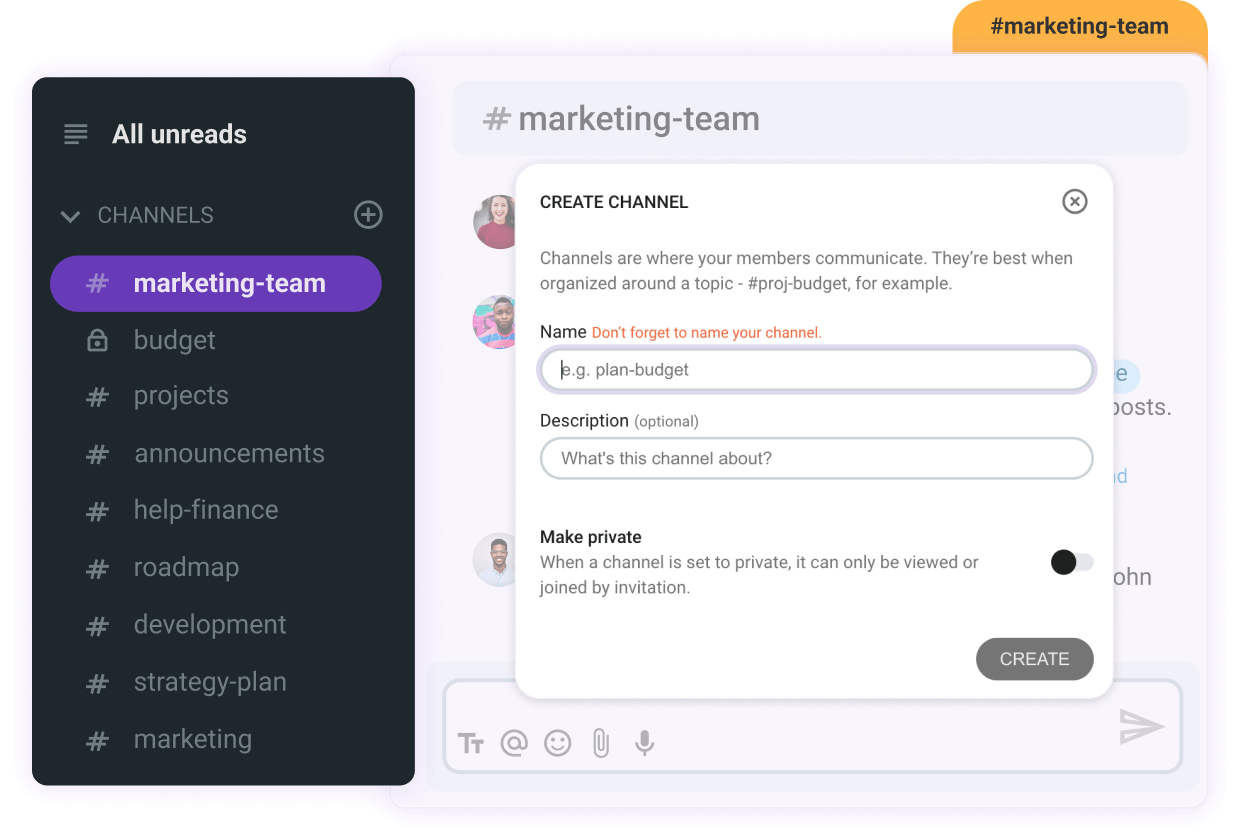 #marketing-team
All unreads
CHANNELS
# marketing-team
budget
# projects
# announcements
# help-finance
# roadmap
# development
# strategy-plan
# marketing
# marketing-team
CREATE CHANNEL
Channels are where your members communicate. They’re best when
organized around a topic - #proj-budget, for example.
Name Don’t forget to name your channel.
e.g. plan-budget
Description (optional)
What's this channel about?
Make private
When a channel is set to private, it can only be viewed or
joined by invitation.
CREATE
posts.
Tт @